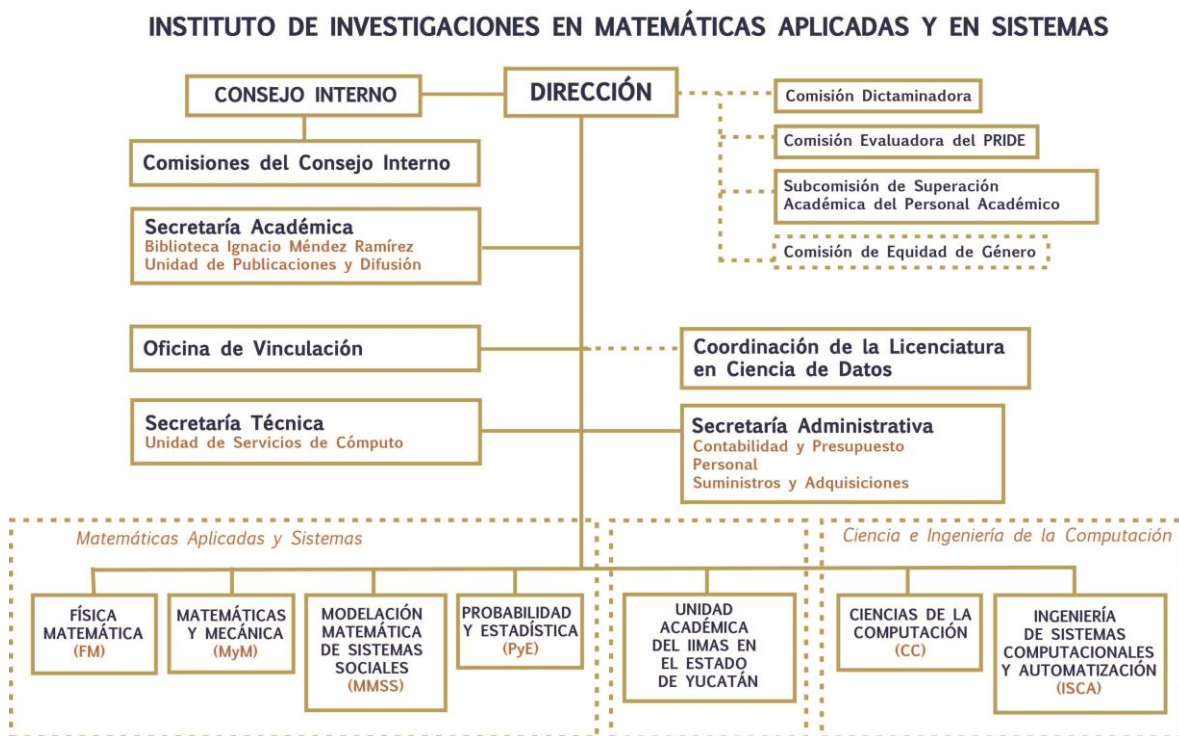 INSTITUTO DE INVESTIGACIONES EN MATEMÁTICAS APLICADAS Y EN SISTEMAS
CONSEJO INTERNO
DIRECCIÓN
Comisión Dictaminadora
Comisión Evaluadora del PRIDE
Subcomisión de Superación
Académica del Personal Académico
Comisión de Equidad de Género
Comisiones del Consejo Interno
Secretaría Académica
Biblioteca Ignacio Méndez Ramírez
Unidad de Publicaciones y Difusión
Oficina de Vinculación
Coordinación de la Licenciatura
en Ciencia de Datos
Secretaría Técnica
Unidad de Servicios de Cómputo
Secretaría Administrativa
Contabilidad y Presupuesto
Personal
Suministros y Adquisiciones
Matemáticas Aplicadas y Sistemas
Ciencia e Ingeniería de la Computación
FÍSICA
MATEMÁTICA
(FM)
MATEMÁTICAS
Y MECÁNICA
(MyM)
MODELACIÓN
MATEMÁTICA
DE SISTEMAS
SOCIALES
(MMSS)
PROBABILIDAD
Y ESTADÍSTICA
(PyE)
UNIDAD
ACADÉMICA
DEL IIMAS EN
EL ESTADO
DE YUCATÁN
CIENCIAS DE LA
COMPUTACIÓN
(CC)
INGENIERÍA
DE SISTEMAS
COMPUTACIONALES
Y AUTOMATIZACIÓN
(ISCA)